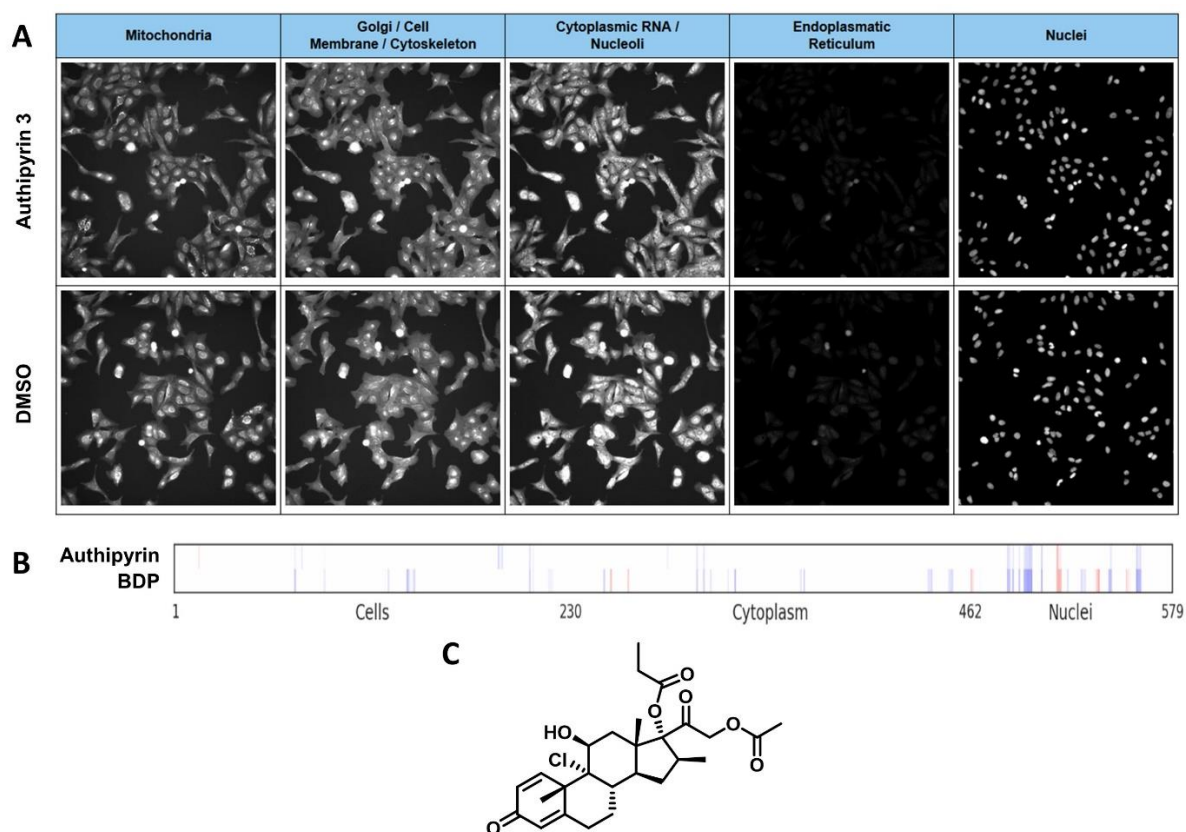 A
Mitochondria
Golgi / Cell
Membrane / Cytoskeleton
Cytoplasmic RNA /
Nucleoli
Endoplasmatic
Reticulum
Nuclei
Authipyrin 3
DMSO
B
Authipyrin
BDP
1 Cells 230 Cytoplasm 462 Nuclei 579
C
O
O
O
O
HO
O
Cl
O
O